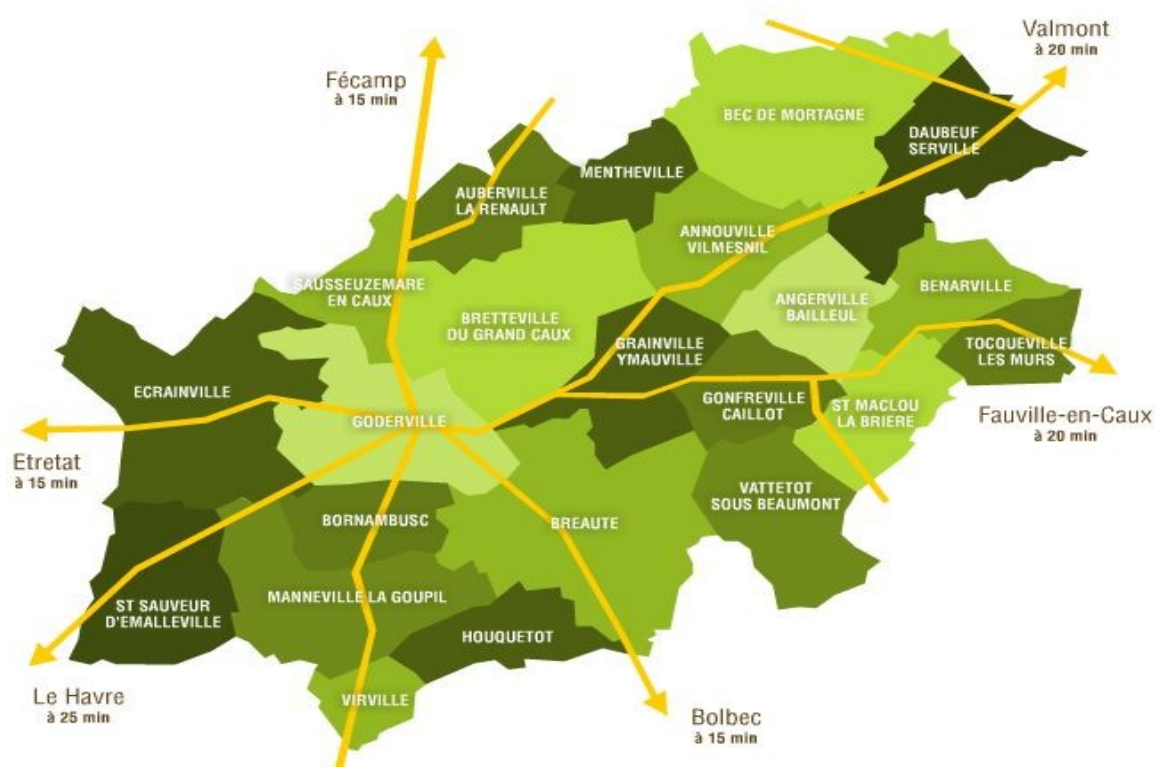 Valmont
à 20 min
Fécamp
à 15 min
BEC DE MORTAGNE
DAUBEUF
SERVILLE
MENTHEVILLE
AUBERVILLE
LA RENAULT
ANNOUVILLE
VILMESNIL
SAUSSEUZEMARE
EN CAUX
BENARVILLE
ANGERVILLE
BAILLEUL
BRETTEVILLE
DU GRAND CAUX
GRAINVILLE
YMAUVILLE
TOCQUEVILLE
LES MURS
ECRAINVILLE
GONFREVILLE
CAILLOT
ST MACLOU
LA BRIERE
GODERVILLE
Fauville-en-Caux
à 20 min
Etretat
à 15 min
VATTETOT
SOUS BEAUMONT
BORNAMBUSC
BREAUTE
MANNEVILLE LA GOUPIL
ST SAUVEUR
D'EMALLEVILLE
HOUQUETOT
VIRVILLE
Le Havre
à 25 min
Bolbec
à 15 min